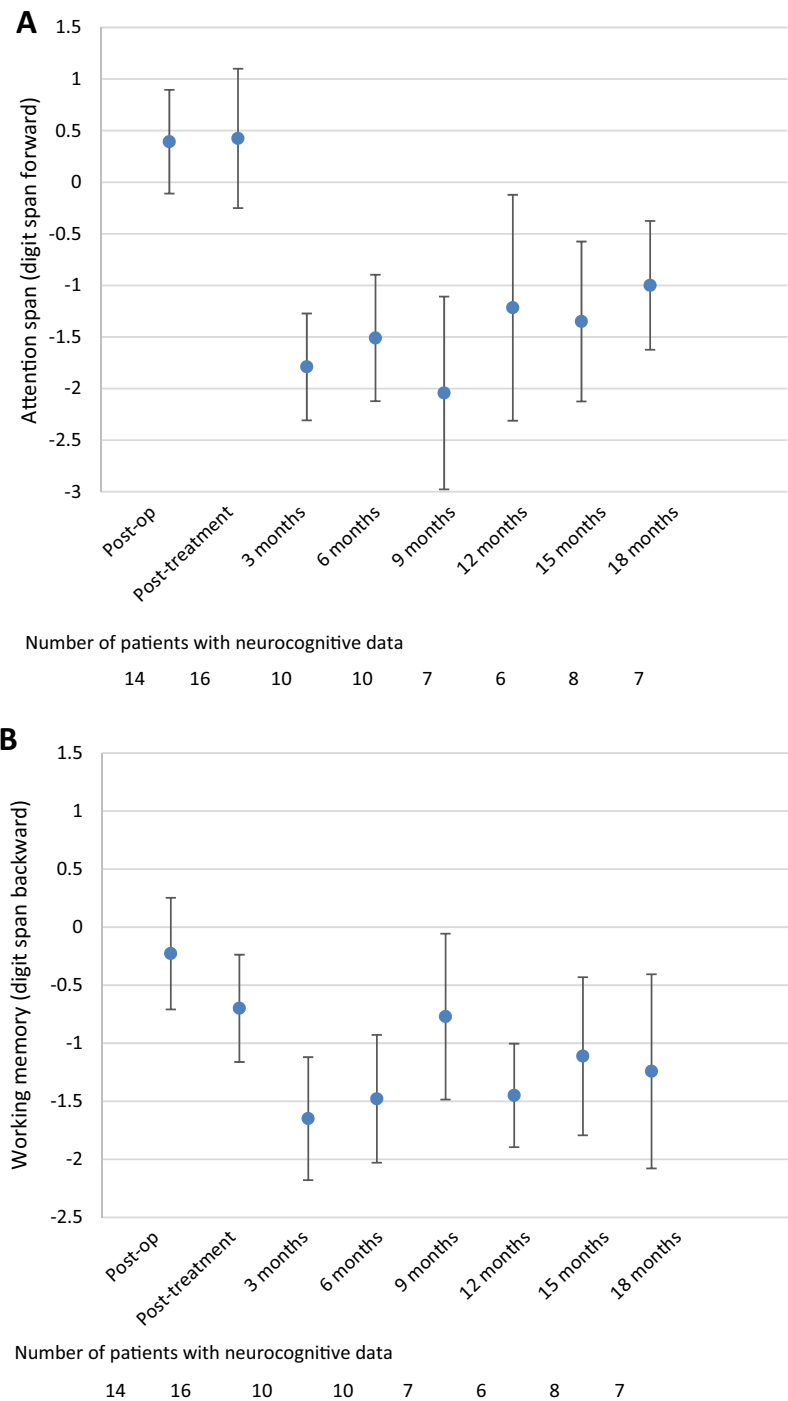 A
Attention span (digit span forward)
1.5
1
0.5
0
-0.5
-1
-1.5
-2
-2.5
-3
Post-op
Post-treatment
3 months
6 months
9 months
12 months
15 months
18 months
Number of patients with neurocognitive data
14 16 10 10 7 6 8 7
B
Working memory (digit span backward)
1.5
1
0.5
0
-0.5
-1
-1.5
-2
-2.5
Post-op
Post-treatment
3 months
6 months
9 months
12 months
15 months
18 months
Number of patients with neurocognitive data
14 16 10 10 7 6 8 7